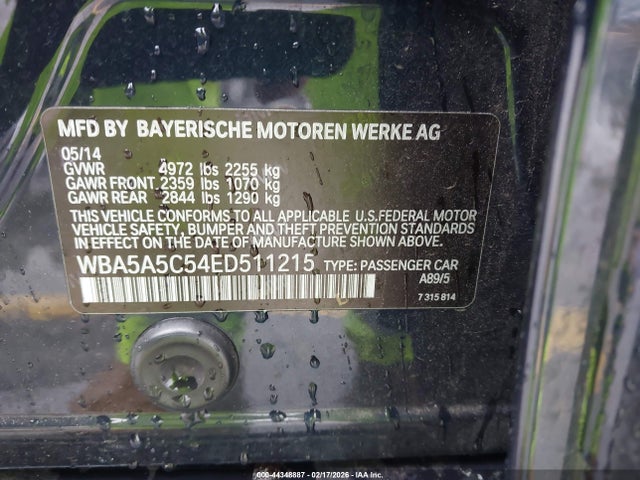 MFD BY BAYERISCHE MOTOREN WERKE AG
05/14
GVWR 4972 lbs 2255 kg
GAWR FRONT 2359 lbs 1070 kg
GAWR REAR 2844 lbs 1290 kg
THIS VEHICLE CONFORMS TO ALL APPLICABLE U.S.FEDERAL MOTOR
VEHICLE SAFETY, BUMPER, AND THEFT PREVENTION STANDARDS
IN EFFECT ON THE DATE OF MANUFACTURE SHOWN ABOVE.
WBA5A5C54ED511215 TYPE: PASSENGER CAR
A89/5
7 315 814
000-44348887 - 02/17/2026 - IAA Inc.